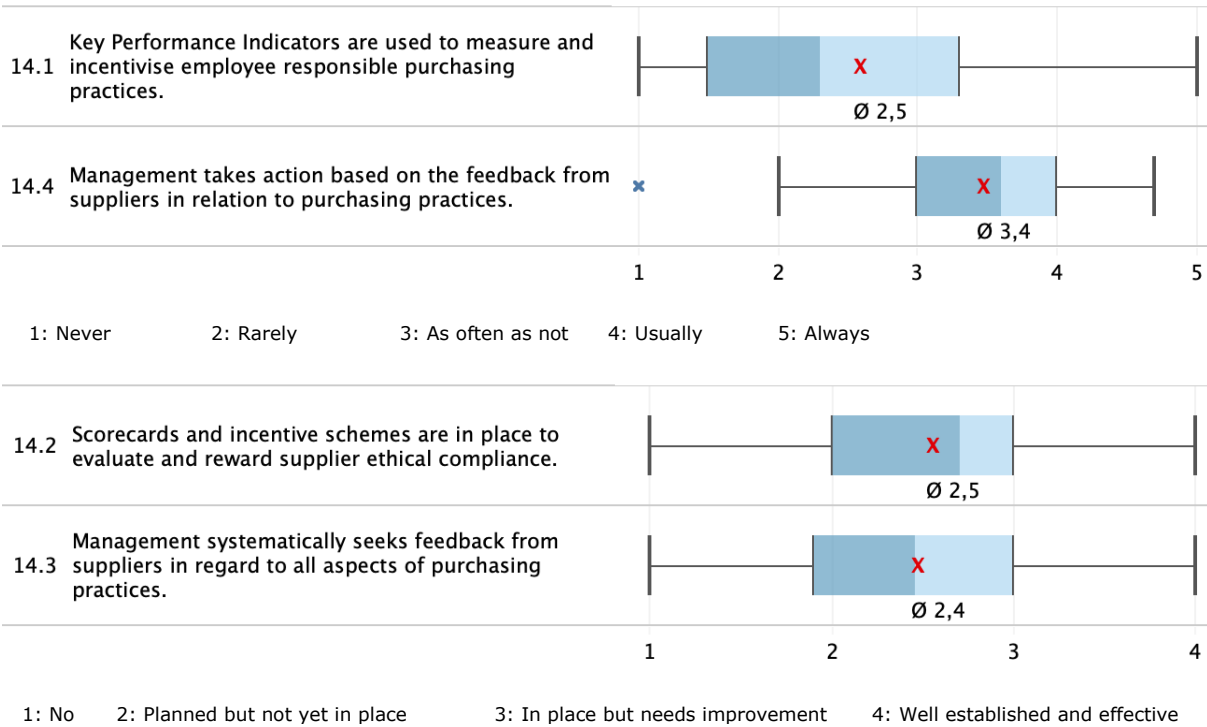 14.1 Key Performance Indicators are used to measure and
incentivise employee responsible purchasing
practices.
X
Ø 2,5
14.4 Management takes action based on the feedback from
suppliers in relation to purchasing practices.
X
Ø 3,4
1 2 3 4 5
1: Never 2: Rarely 3: As often as not 4: Usually 5: Always
14.2 Scorecards and incentive schemes are in place to
evaluate and reward supplier ethical compliance.
X
Ø 2,5
14.3 Management systematically seeks feedback from
suppliers in regard to all aspects of purchasing
practices.
X
Ø 2,4
1 2 3 4
1: No 2: Planned but not yet in place 3: In place but needs improvement 4: Well established and effective